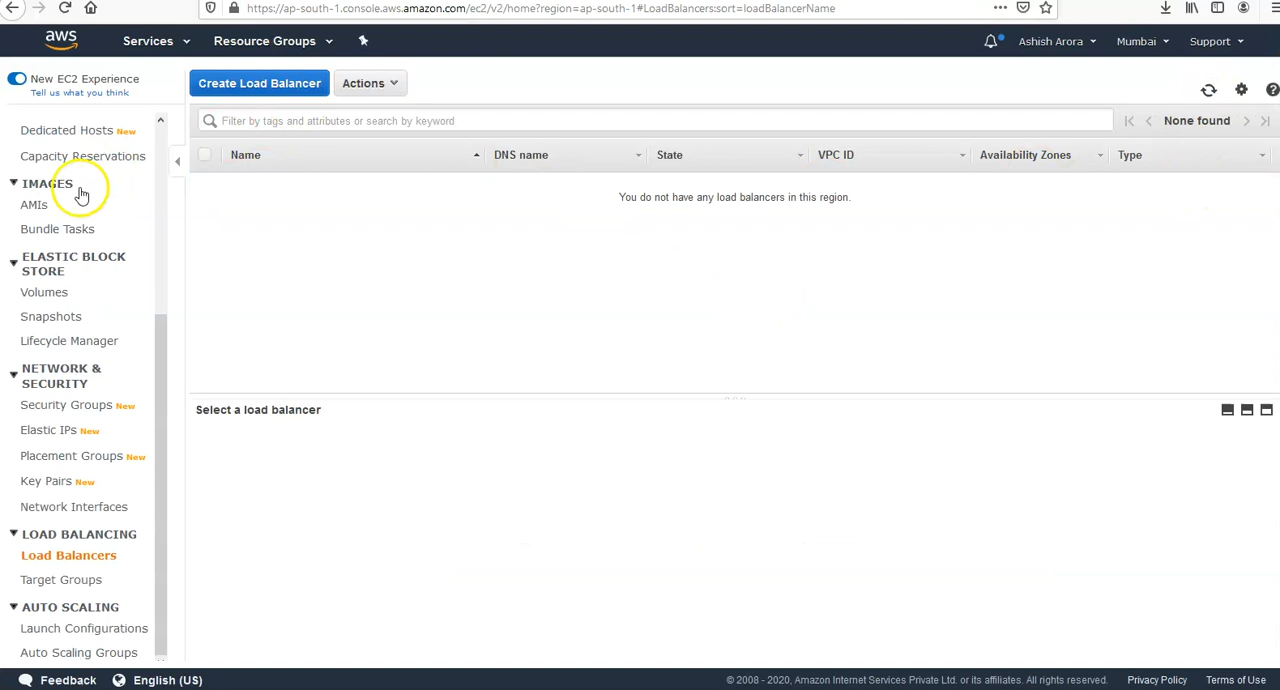 https://ap-south-1.console.aws.amazon.com/ec2/v2/home?region=ap-south-1#LoadBalancers:sort=loadBalancerName
aws
Services
Resource Groups
Ashish Arora
Mumbai
Support
New EC2 Experience
Tell us what you think
Dedicated Hosts New
Capacity Reservations
IMAGES
AMIs
Bundle Tasks
ELASTIC BLOCK
STORE
Volumes
Snapshots
Lifecycle Manager
NETWORK &
SECURITY
Security Groups New
Elastic IPs New
Placement Groups New
Key Pairs New
Network Interfaces
LOAD BALANCING
Load Balancers
Target Groups
AUTO SCALING
Launch Configurations
Auto Scaling Groups
Create Load Balancer
Actions
Filter by tags and attributes or search by keyword
None found
Name
DNS name
State
VPC ID
Availability Zones
Type
You do not have any load balancers in this region.
Select a load balancer
Feedback
English (US)
© 2008 - 2020, Amazon Internet Services Private Ltd. or its affiliates. All rights reserved.
Privacy Policy
Terms of Use